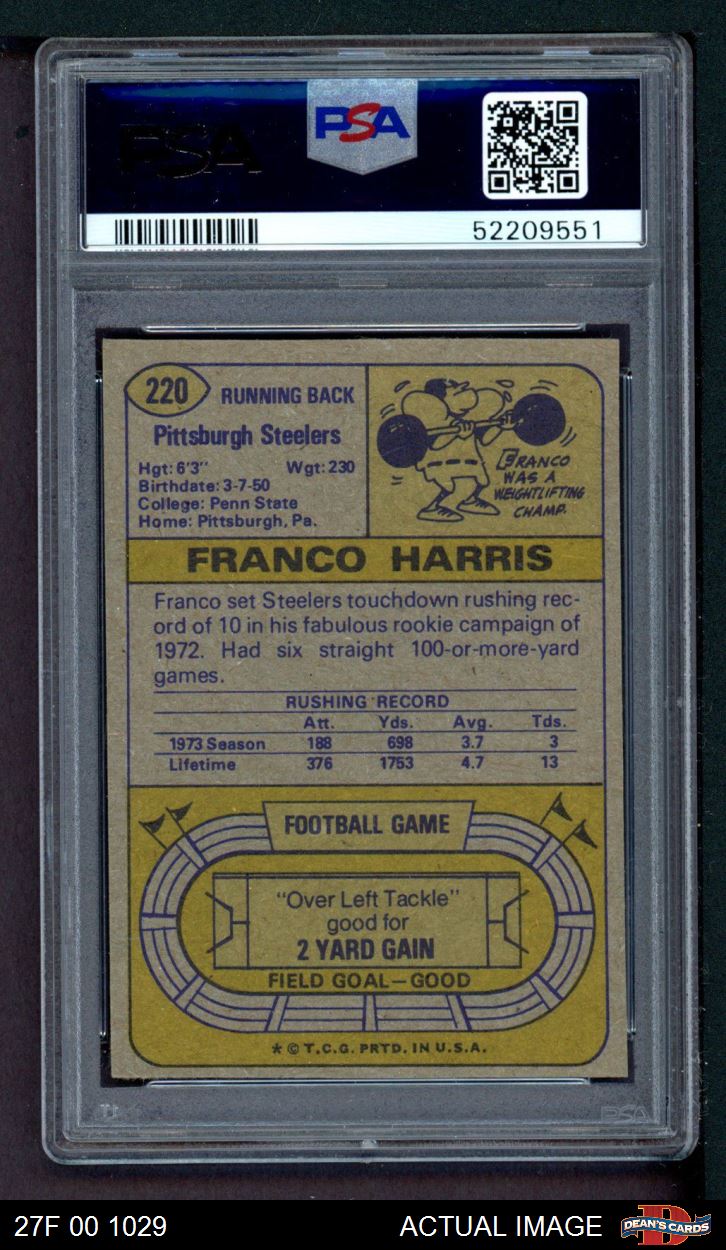 PSA
PSA
52209551
220
RUNNING BACK
Pittsburgh Steelers
Hgt: 6'3" Wgt: 230
Birthdate: 3-7-50
College: Penn State
Home: Pittsburgh, Pa.
FRANCO
WAS A
WEIGHTLIFTING
CHAMP.
FRANCO HARRIS
Franco set Steelers touchdown rushing rec-
ord of 10 in his fabulous rookie campaign of
1972. Had six straight 100-or-more-yard
games.
RUSHING RECORD
Att. Yds. Avg. Tds.
1973 Season 188 698 3.7 3
Lifetime 376 1753 4.7 13
FOOTBALL GAME
"Over Left Tackle"
good for
2 YARD GAIN
FIELD GOAL—GOOD
* © T.C.G. PRTD. IN U.S.A.
PSA
27F 00 1029
ACTUAL IMAGE
D
DEAN'S CARDS